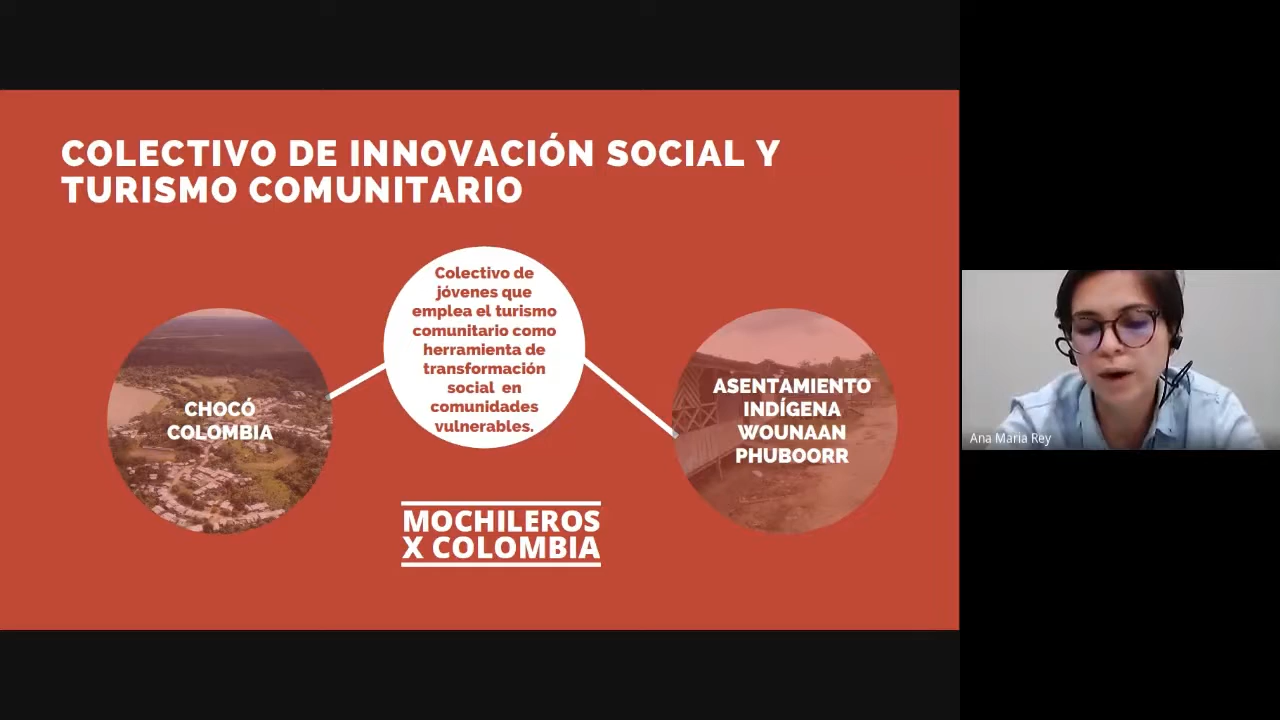 COLECTIVO DE INNOVACIÓN SOCIAL Y
TURISMO COMUNITARIO
Colectivo de
jóvenes que
emplea el turismo
comunitario como
herramienta de
transformación
social en
comunidades
vulnerables.
CHOCÓ
COLOMBIA
ASENTAMIENTO
INDÍGENA
WOUNAAN
PHUBOORR
MOCHILEROS
X COLOMBIA
Ana Maria Rey